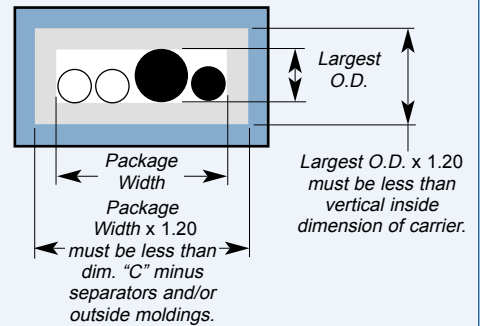 Largest
O.D.
Package
Width
Package
Width x 1.20
must be less than
dim. “C” minus
separators and/or
outside moldings.
Largest O.D. x 1.20
must be less than
vertical inside
dimension of carrier.